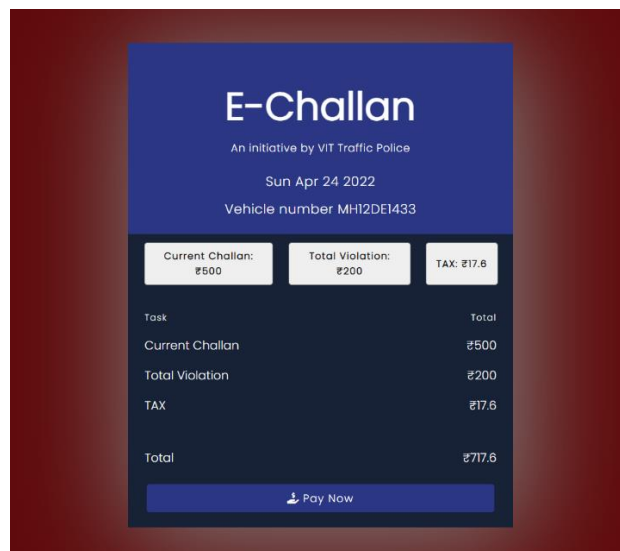 E-Challan
An initiative by VIT Traffic Police
Sun Apr 24 2022
Vehicle number MH12DE1433
Current Challan:
₹500
Total Violation:
₹200
TAX: ₹17.6
Task Total
Current Challan ₹500
Total Violation ₹200
TAX ₹17.6
Total ₹717.6
Pay Now